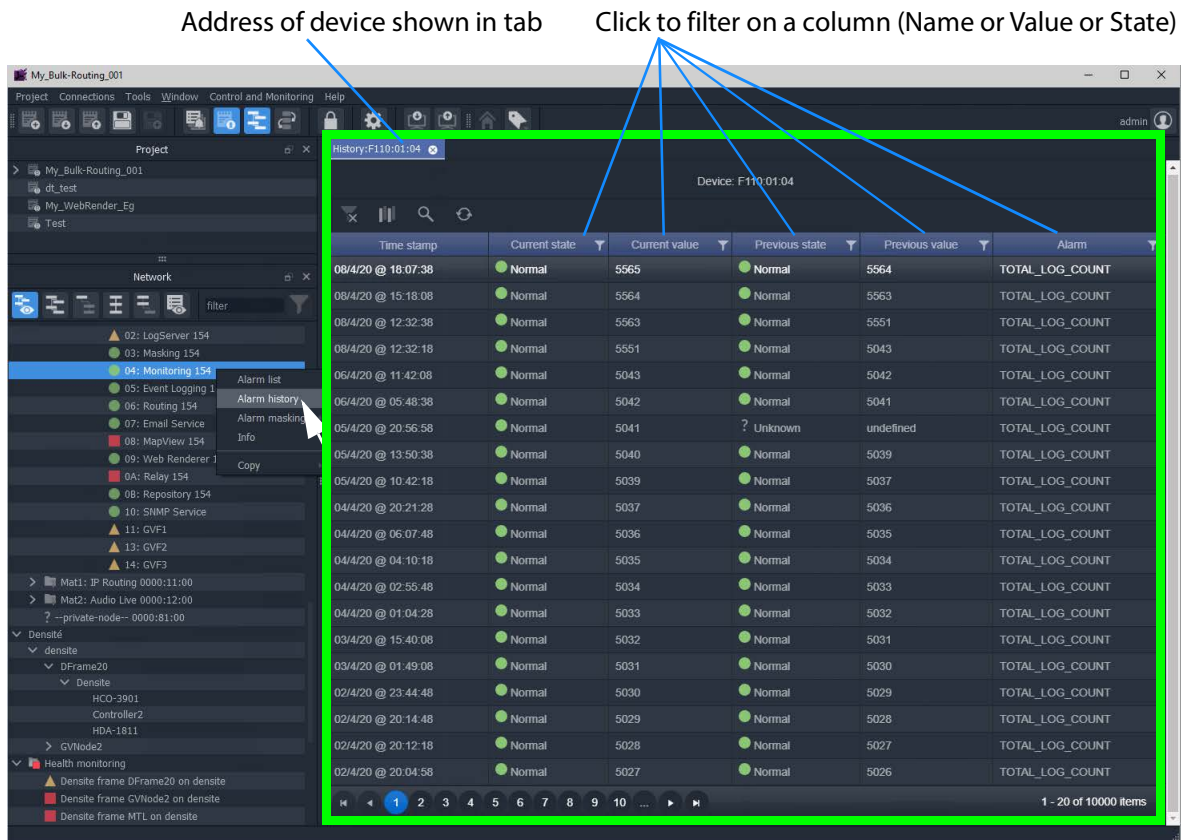 Address of device shown in tab
Click to filter on a column (Name or Value or State)
My_Bulk-Routing_001
Project Connections Tools Window Control and Monitoring Help
admin
Project
My_Bulk-Routing_001
dt_test
My_WebRender_Eg
Test
Network
filter
02: LogServer 154
03: Masking 154
04: Monitoring 154
05: Event Logging 1
06: Routing 154
07: Email Service
08: MapView 154
09: Web Renderer 1
0A: Relay 154
0B: Repository 154
10: SNMP Service
11: GVF1
13: GVF2
14: GVF3
Mat1: IP Routing 0000:11:00
Mat2: Audio Live 0000:12:00
? --private-node-- 0000:81:00
Densité
densite
DFrame20
Densite
HCO-3901
Controller2
HDA-1811
GVNode2
Health monitoring
Densite frame DFrame20 on densite
Densite frame GVNode2 on densite
Densite frame MTL on densite
Alarm list
Alarm history
Alarm masking
Info
Copy
History:F110:01:04
Device: F110:01:04
Time stamp Current state Current value Previous state Previous value Alarm
08/4/20 @ 18:07:38 Normal 5565 Normal 5564 TOTAL_LOG_COUNT
08/4/20 @ 15:18:08 Normal 5564 Normal 5563 TOTAL_LOG_COUNT
08/4/20 @ 12:32:38 Normal 5563 Normal 5551 TOTAL_LOG_COUNT
08/4/20 @ 12:32:18 Normal 5551 Normal 5043 TOTAL_LOG_COUNT
06/4/20 @ 11:42:08 Normal 5043 Normal 5042 TOTAL_LOG_COUNT
06/4/20 @ 05:48:38 Normal 5042 Normal 5041 TOTAL_LOG_COUNT
05/4/20 @ 20:56:58 Normal 5041 ? Unknown undefined TOTAL_LOG_COUNT
05/4/20 @ 13:50:38 Normal 5040 Normal 5039 TOTAL_LOG_COUNT
05/4/20 @ 10:42:18 Normal 5039 Normal 5037 TOTAL_LOG_COUNT
04/4/20 @ 20:21:28 Normal 5037 Normal 5036 TOTAL_LOG_COUNT
04/4/20 @ 06:07:48 Normal 5036 Normal 5035 TOTAL_LOG_COUNT
04/4/20 @ 04:10:18 Normal 5035 Normal 5034 TOTAL_LOG_COUNT
04/4/20 @ 02:55:48 Normal 5034 Normal 5033 TOTAL_LOG_COUNT
04/4/20 @ 01:04:28 Normal 5033 Normal 5032 TOTAL_LOG_COUNT
03/4/20 @ 15:40:08 Normal 5032 Normal 5031 TOTAL_LOG_COUNT
03/4/20 @ 01:49:08 Normal 5031 Normal 5030 TOTAL_LOG_COUNT
02/4/20 @ 23:44:48 Normal 5030 Normal 5029 TOTAL_LOG_COUNT
02/4/20 @ 20:14:48 Normal 5029 Normal 5028 TOTAL_LOG_COUNT
02/4/20 @ 20:12:18 Normal 5028 Normal 5027 TOTAL_LOG_COUNT
02/4/20 @ 20:04:58 Normal 5027 Normal 5026 TOTAL_LOG_COUNT
1 2 3 4 5 6 7 8 9 10 ... 1 - 20 of 10000 items